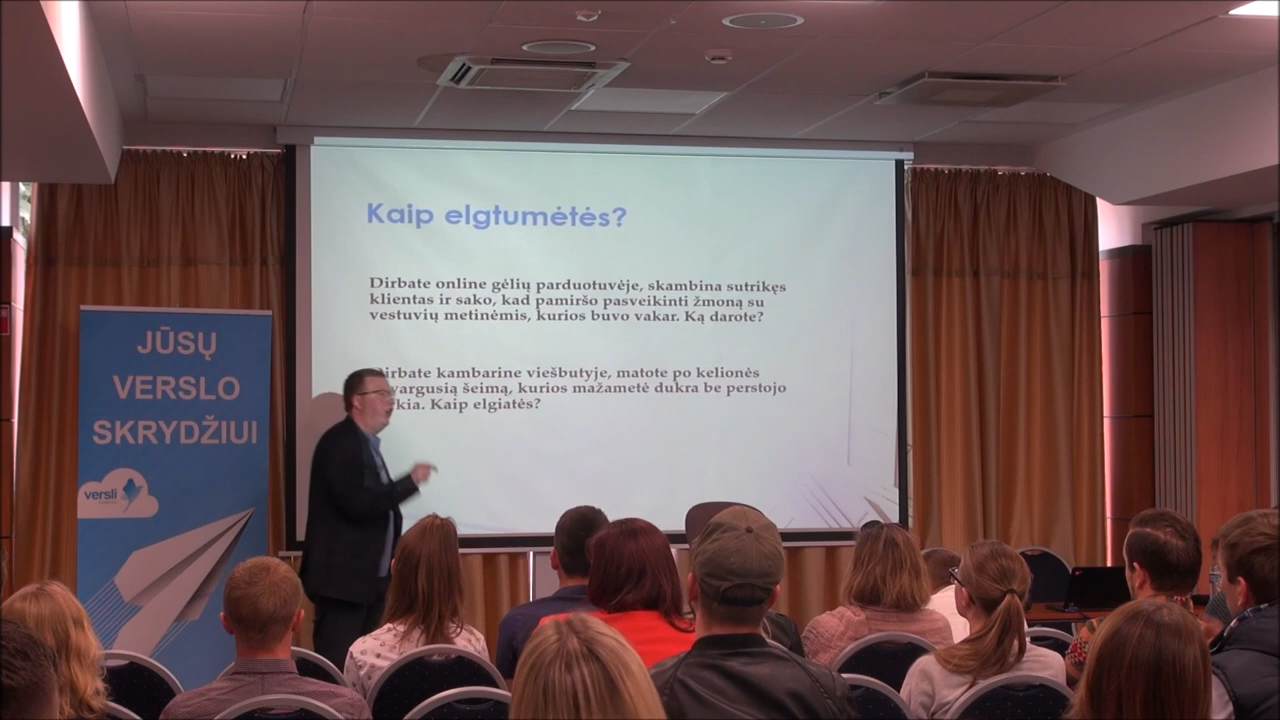 Kaip elgtumėtės?
Dirbate online gėlių parduotuvėje, skambina sutrikęs
klientas ir sako, kad pamiršo pasveikinti žmoną su
vestuvių metinėmis, kurios buvo vakar. Ką darote?
kambarine viešbutyje, matote po kelionės
šeimą, kurios mažametė dukra be perstojo
Kaip elgiatės?
JŪSŲ
VERSLO
SKRYDŽIUI
versli